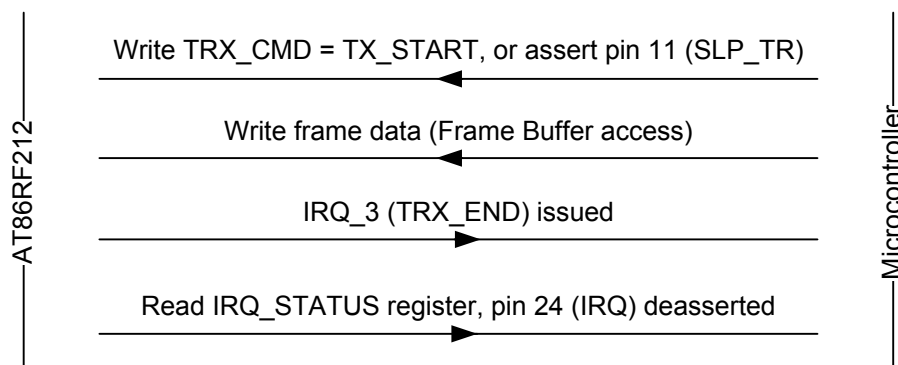 Write TRX_CMD = TX_START, or assert pin 11 (SLP_TR)
Write frame data (Frame Buffer access)
IRQ_3 (TRX_END) issued
Read IRQ_STATUS register, pin 24 (IRQ) deasserted
AT86RF212
Microcontroller